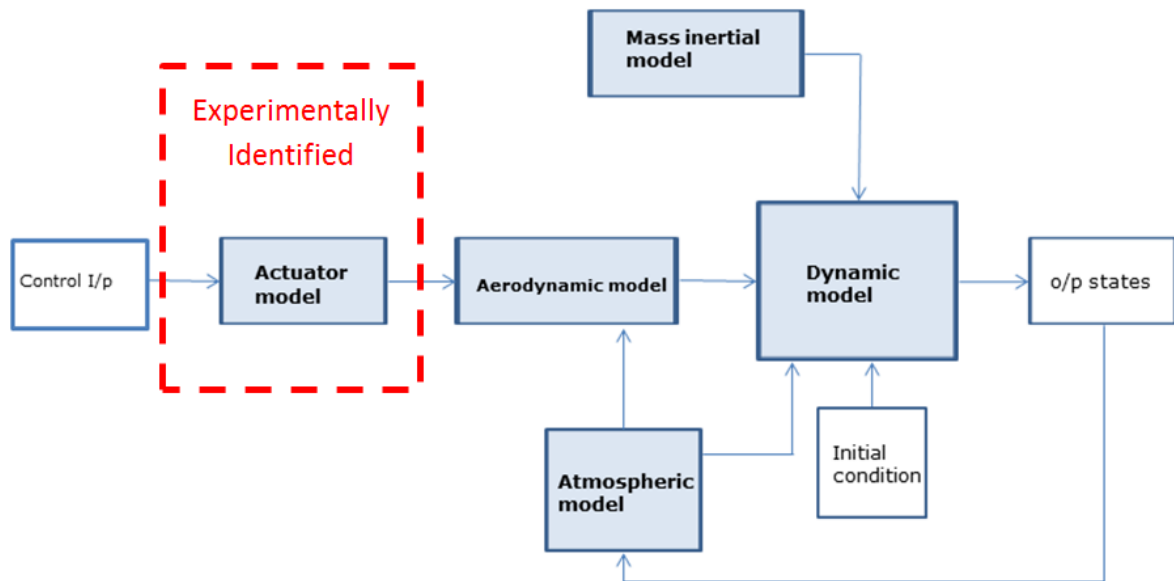 Mass inertial
model
Experimentally
Identified
Control I/p
Actuator
model
Aerodynamic model
Dynamic
model
o/p states
Atmospheric
model
Initial
condition